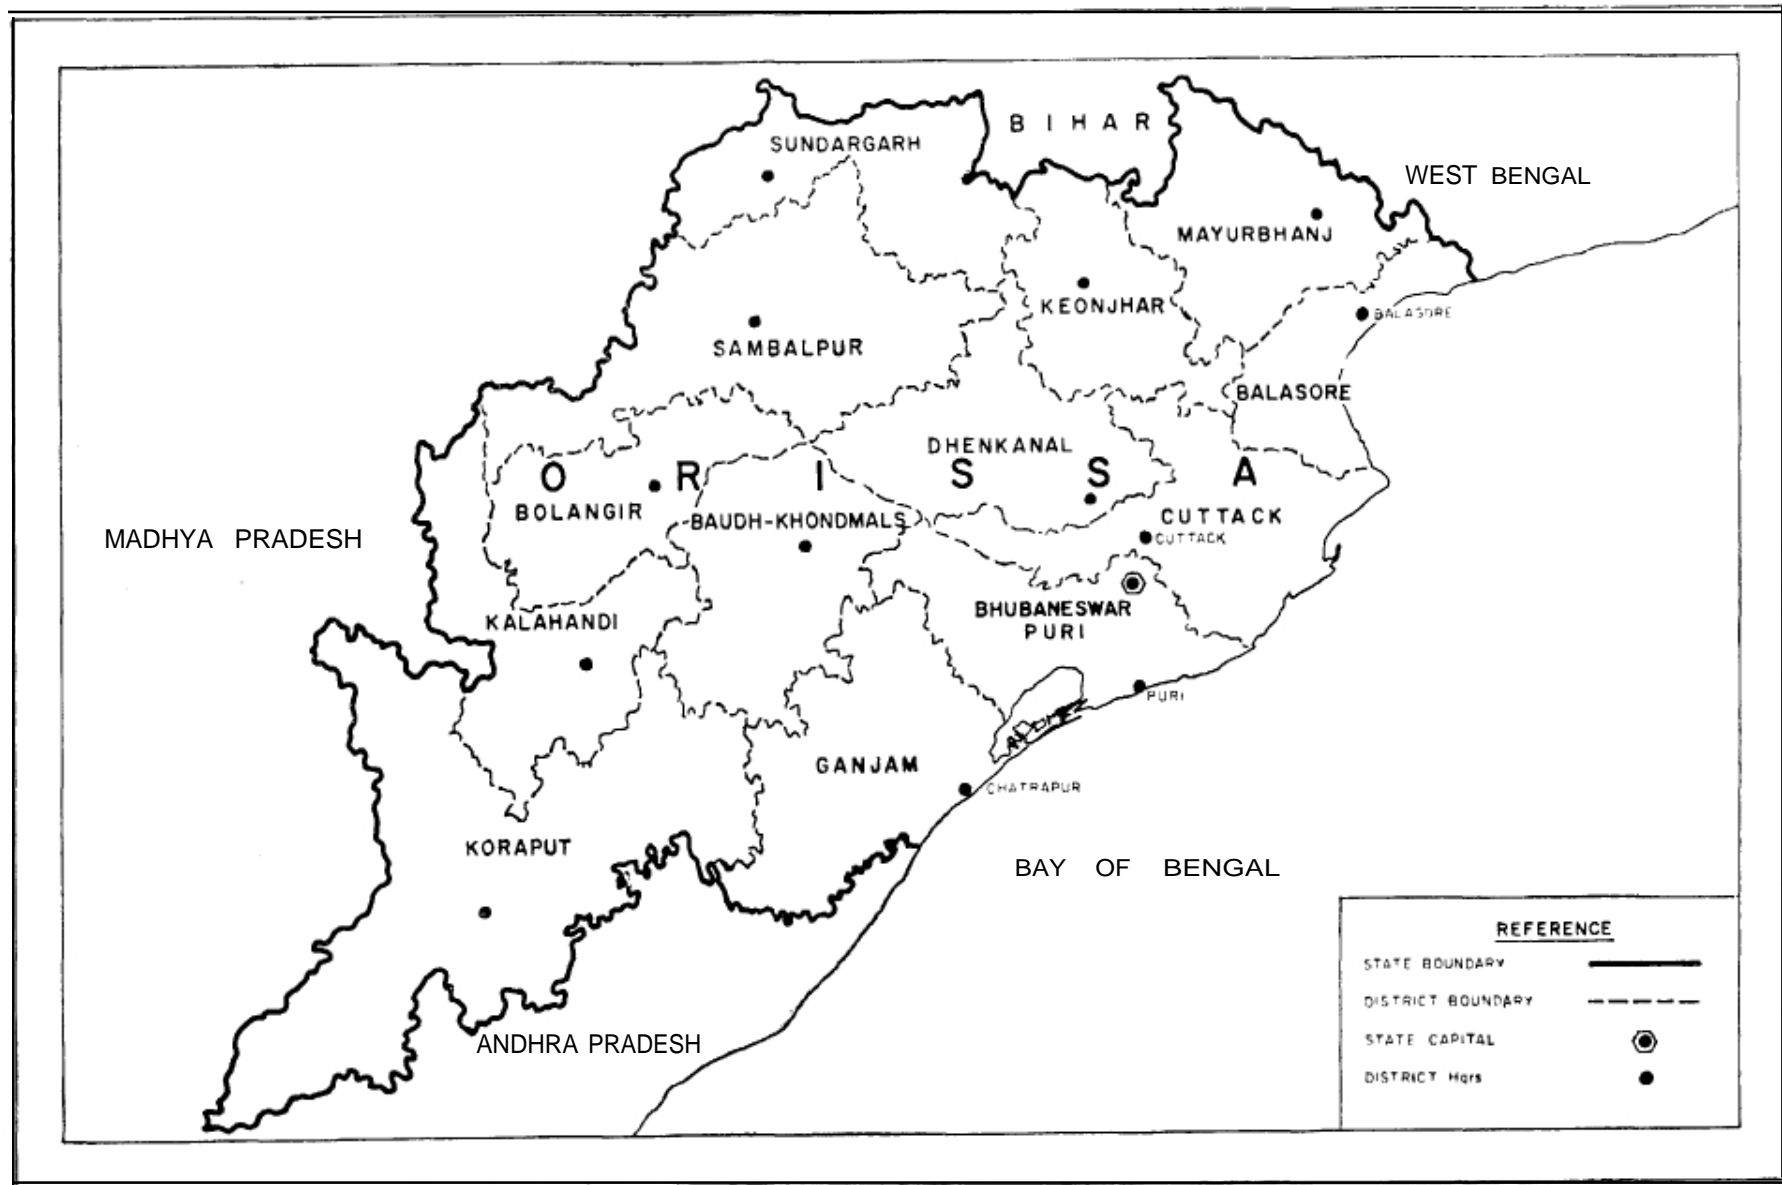 BIHAR
SUNDARGARH
WEST BENGAL
MAYURBHANJ
KEONJHAR
BALASORE
SAMBALPUR
BALASORE
DHENKANAL
ORISSA
BOLANGIR
BAUDH-KHONDMALS
CUTTACK
CUTTACK
MADHYA PRADESH
KALAHANDI
BHUBANESWAR
PURI
PURI
GANJAM
CHATRAPUR
KORAPUT
BAY OF BENGAL
ANDHRA PRADESH
REFERENCE
STATE BOUNDARY
DISTRICT BOUNDARY
STATE CAPITAL
DISTRICT Hqrs